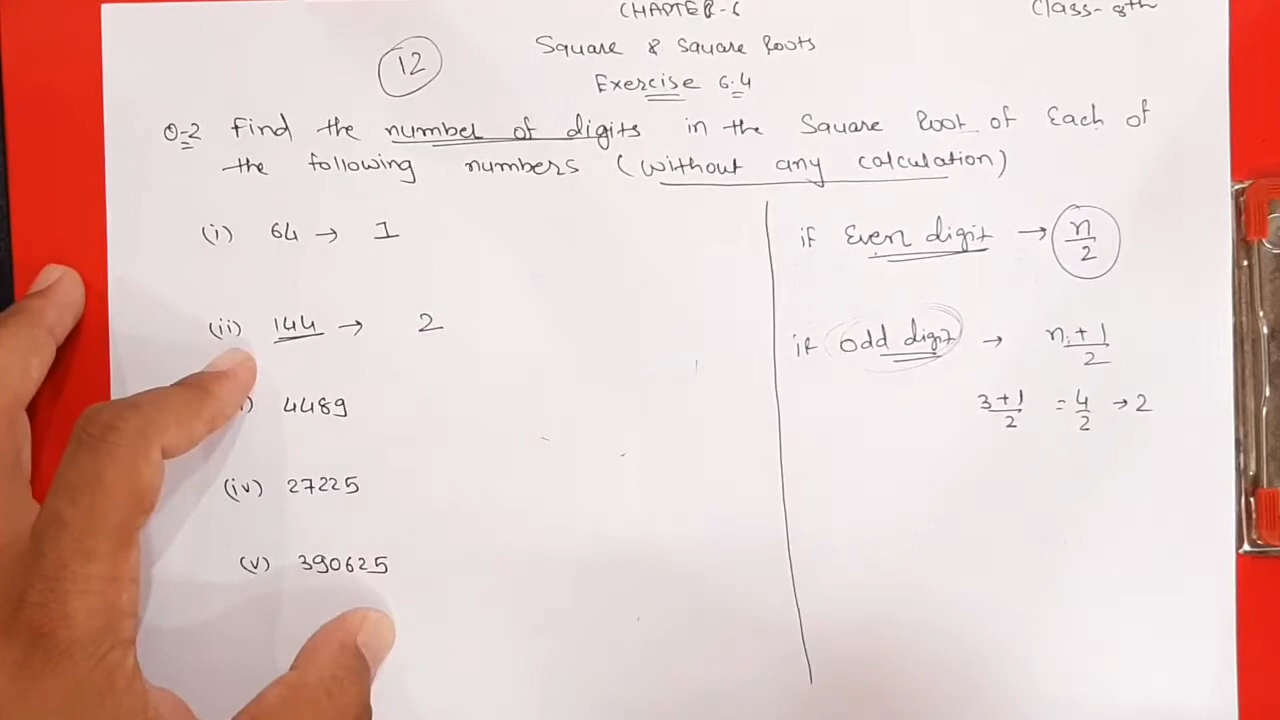 CHAPTER-6
Class-8th
12
Square & Square Roots
Exercise 6.4
Q-2 Find the number of digits in the Square Root of Each of
the following numbers (without any calculation)
(i) 64 → 1
(ii) 144 → 2
) 4489
(iv) 27225
(v) 390625
if Even digit → n/2
if odd digit → n+1/2
3+1/2 = 4/2 → 2